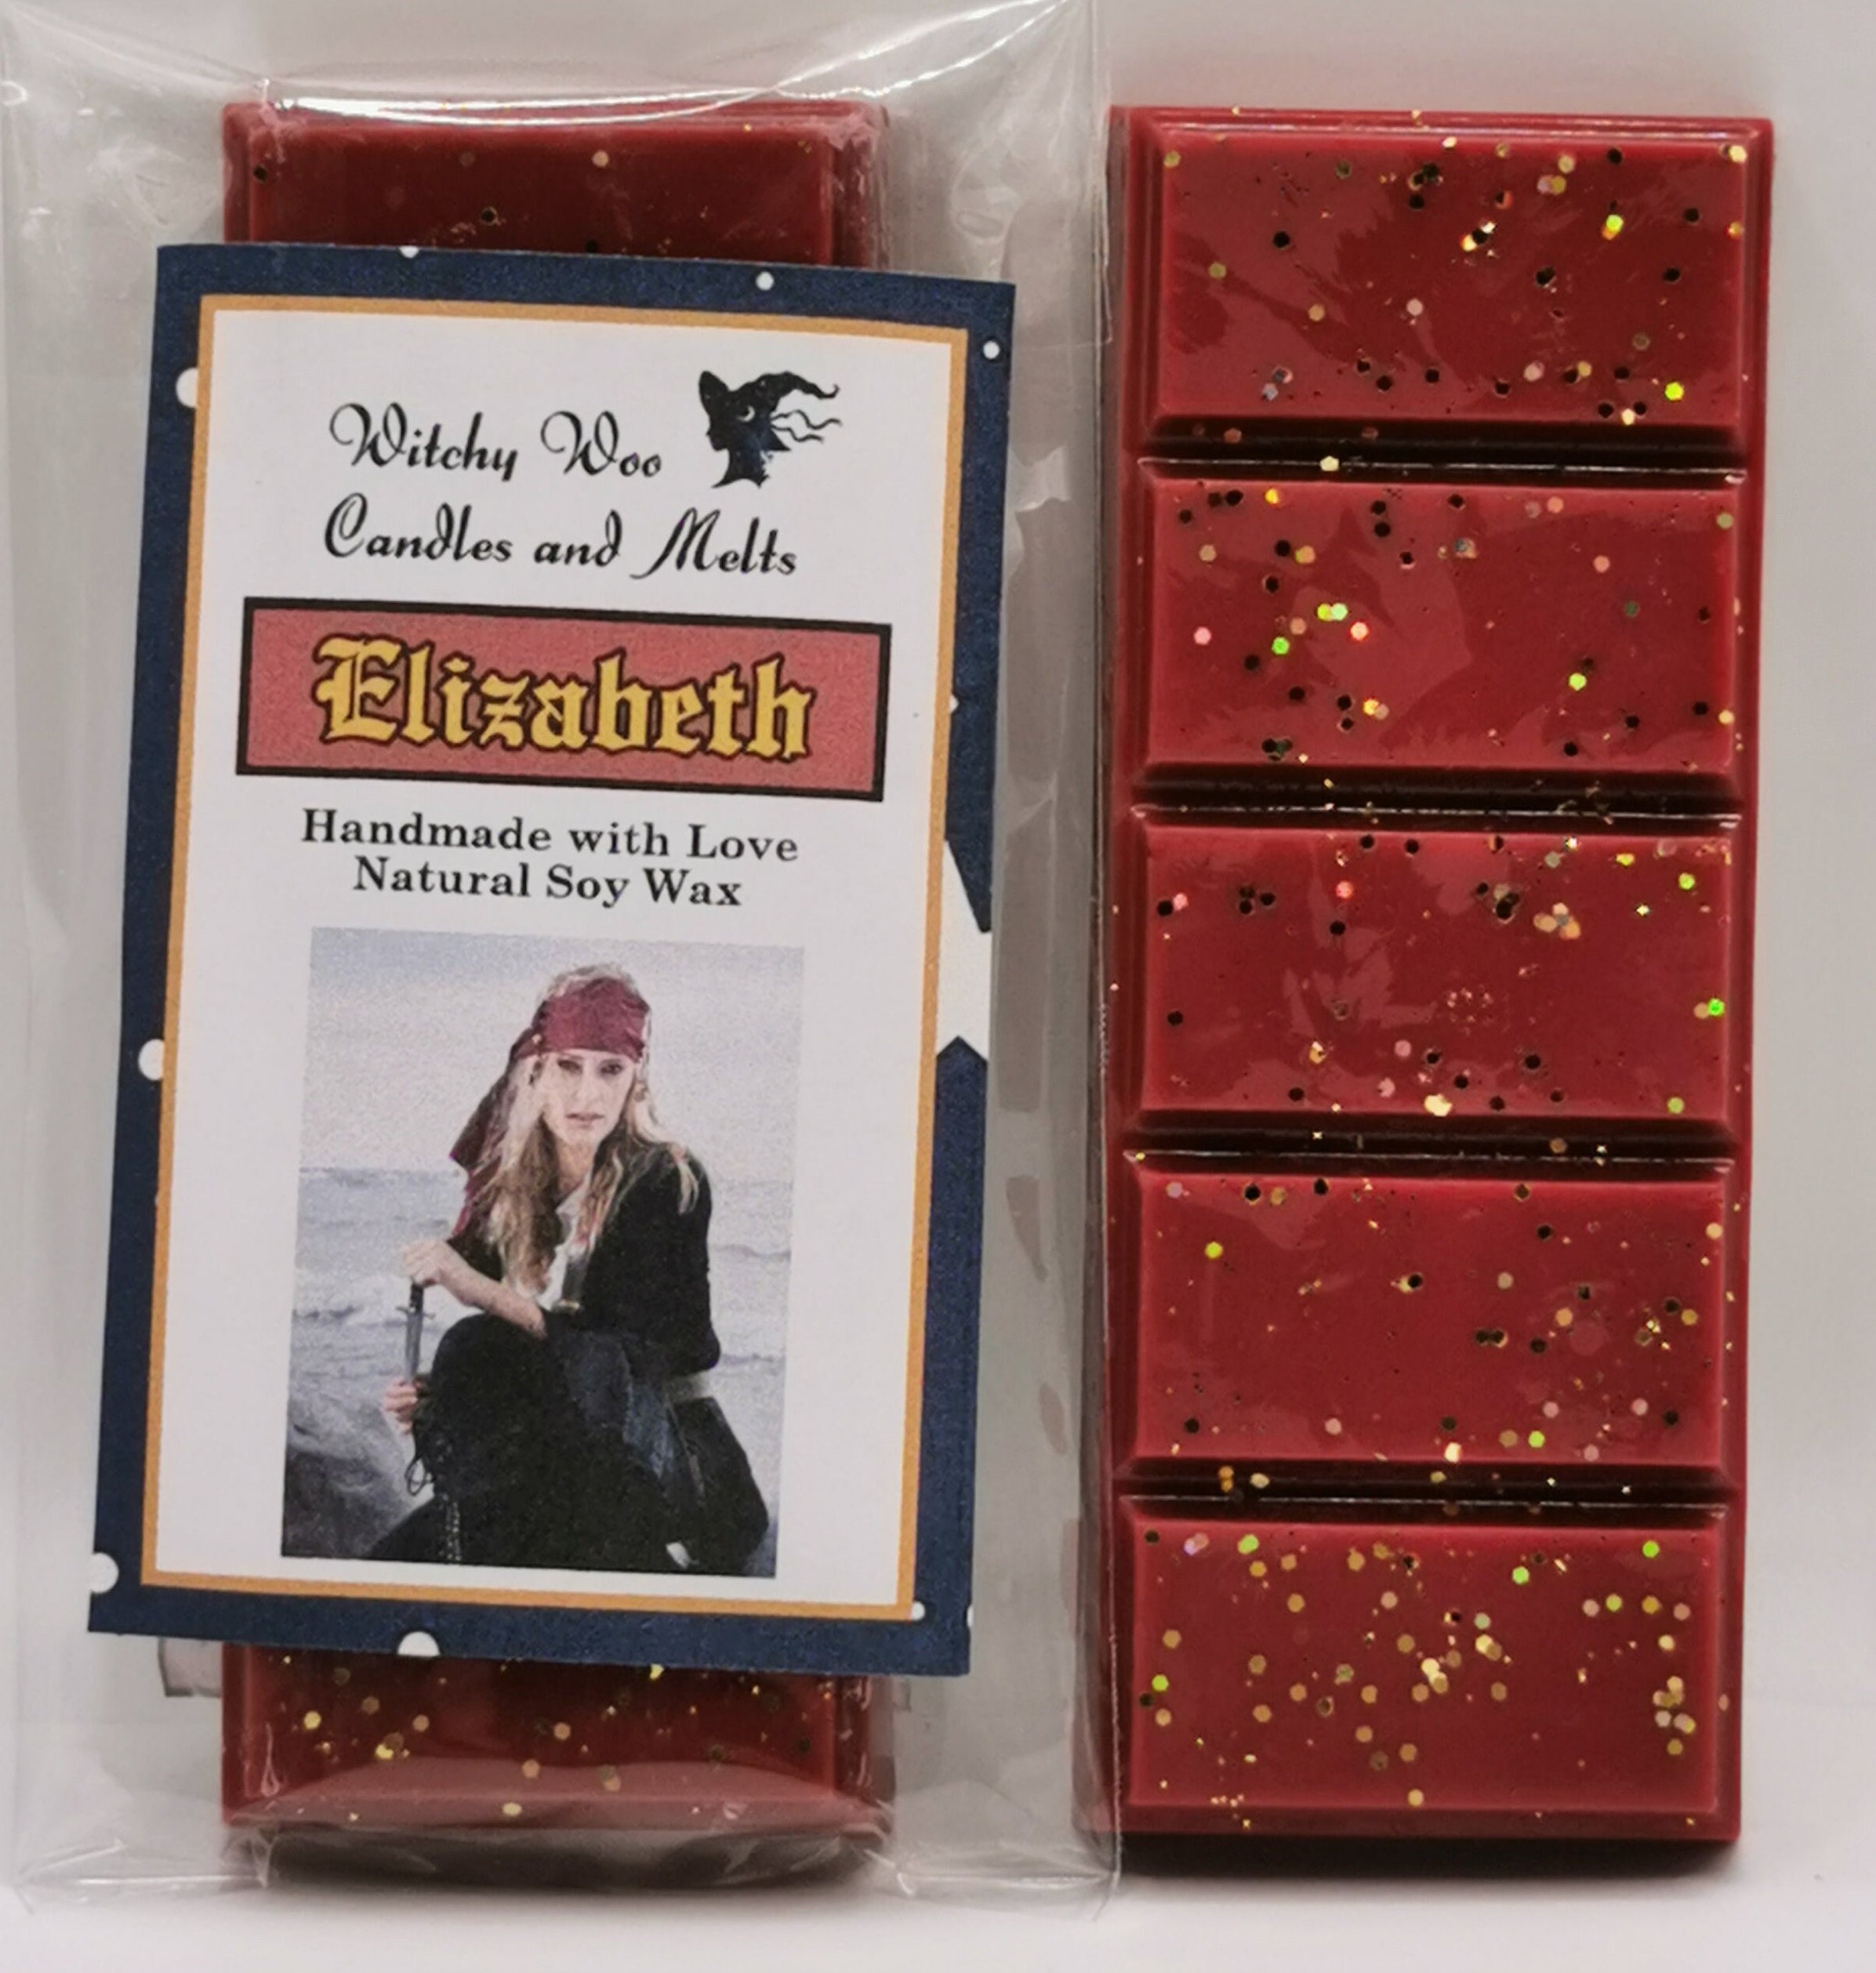 Witchy Woo
Candles and Melts
Elizabeth
Handmade with Love
Natural Soy Wax